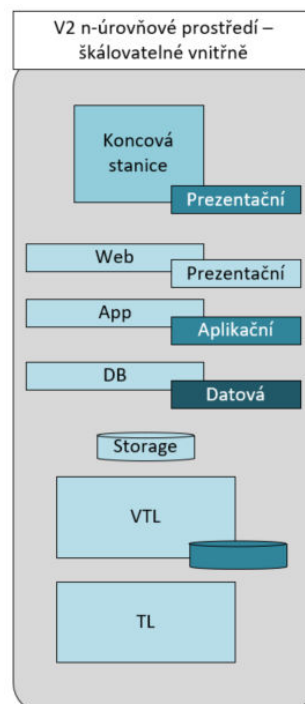 V2 n-úrovňové prostředí –
škálovatelné vnitřně
Koncová
stanice
Prezentační
Web
Prezentační
App
Aplikační
DB
Datová
Storage
VTL
TL